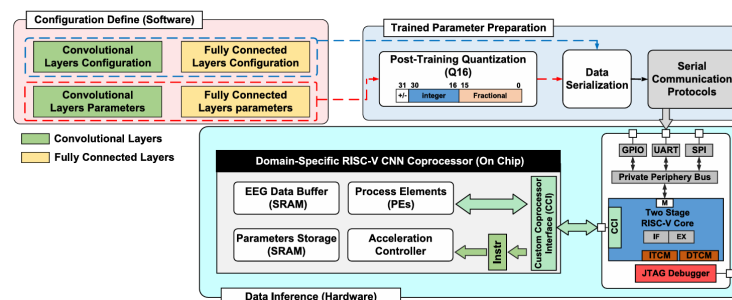 Configuration Define (Software)
Convolutional
Layers Configuration
Fully Connected
Layers Configuration
Convolutional
Layers Parameters
Fully Connected
Layers parameters
Convolutional Layers
Fully Connected Layers
Trained Parameter Preparation
Post-Training Quantization
(Q16)
31 30 16 15 0
+/- Integer Fractional
Data
Serialization
Serial
Communication
Protocols
Domain-Specific RISC-V CNN Coprocessor (On Chip)
EEG Data Buffer
(SRAM)
Process Elements
(PEs)
Parameters Storage
(SRAM)
Acceleration
Controller
Instr
Custom Coprocessor
Interface (CCI)
GPIO UART SPI
Private Periphery Bus
M
CCI
Two Stage
RISC-V Core
IF EX
ITCM DTCM
JTAG Debugger
Data Inference (Hardware)